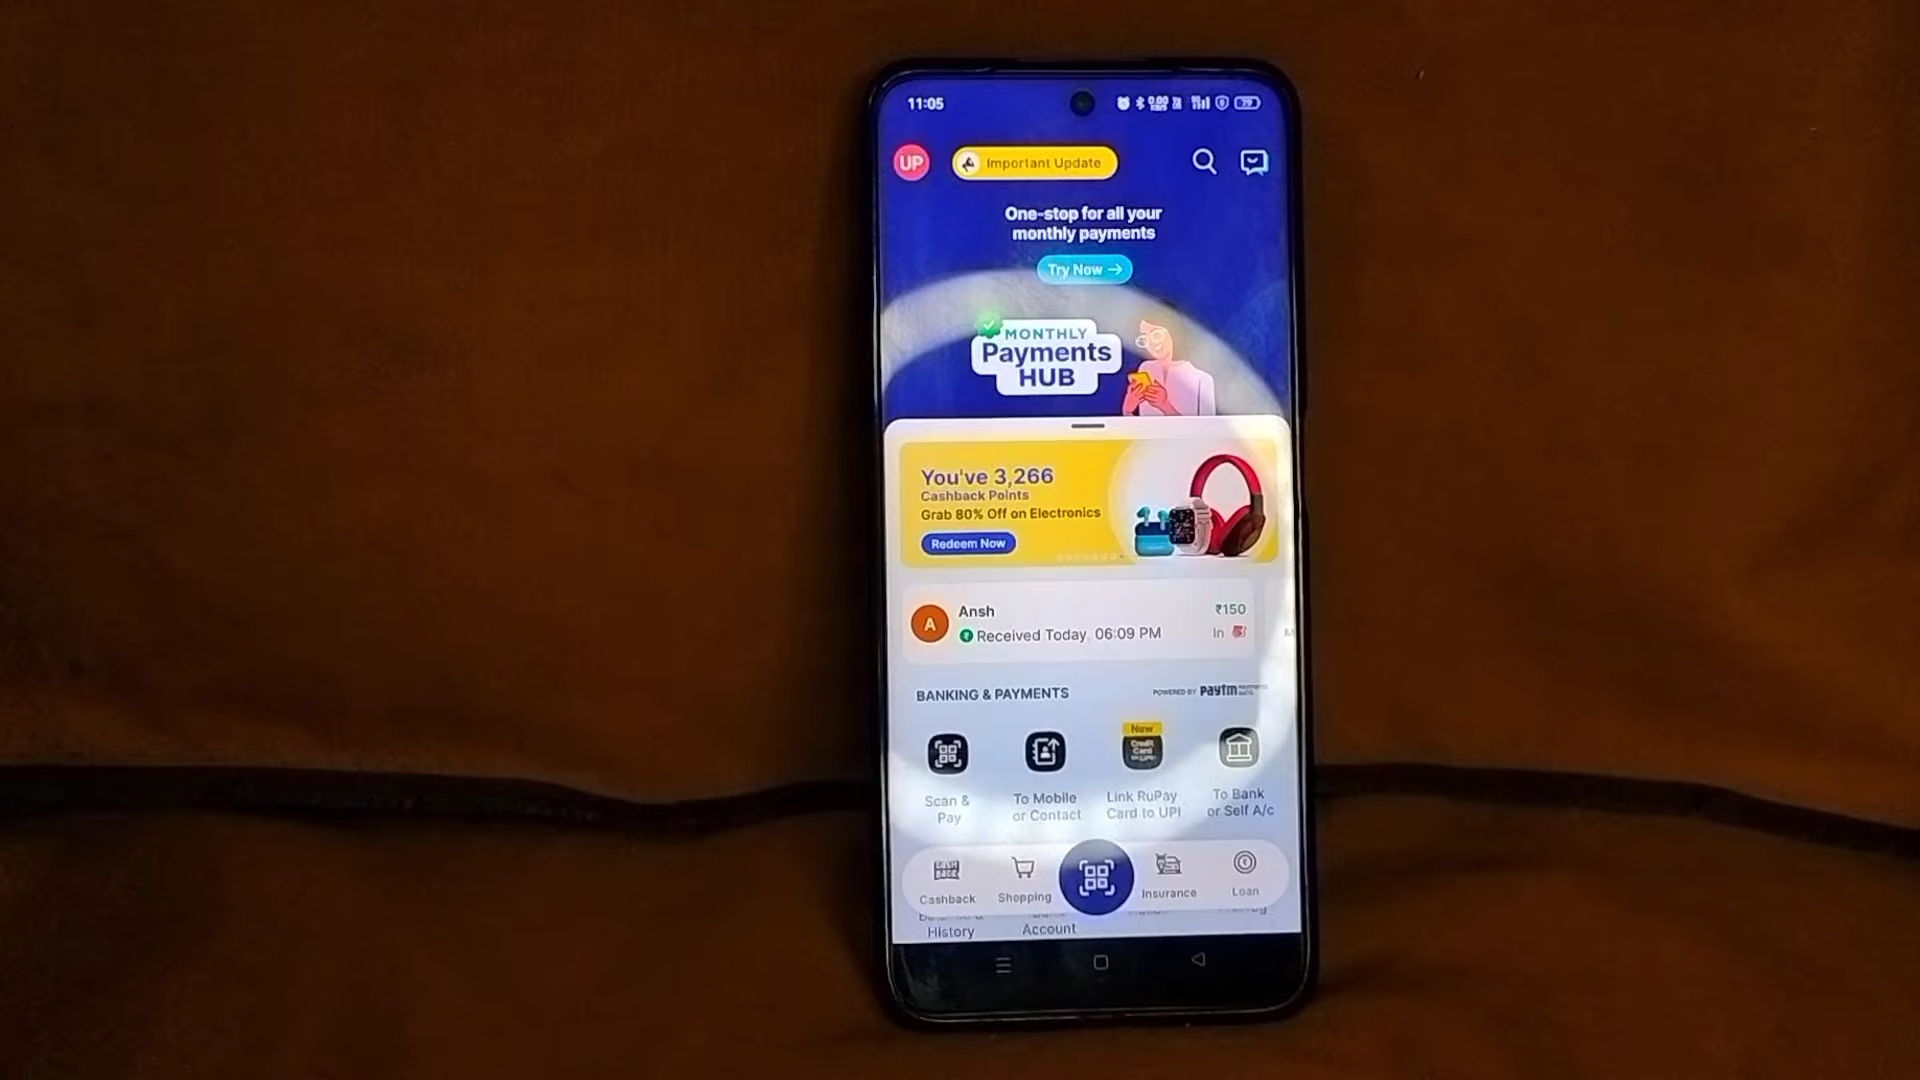 11:05
79
UP
Important Update
One-stop for all your
monthly payments
Try Now →
MONTHLY
Payments
HUB
You've 3,266
Cashback Points
Grab 80% Off on Electronics
Redeem Now
Ansh
₹150
A
Received Today, 06:09 PM
In
BANKING & PAYMENTS
POWERED BY Paytm
New
Credit
Card
Scan &
Pay
To Mobile
or Contact
Link RuPay
Card to UPI
To Bank
or Self A/c
Cashback
Shopping
Insurance
Loan
History
Account